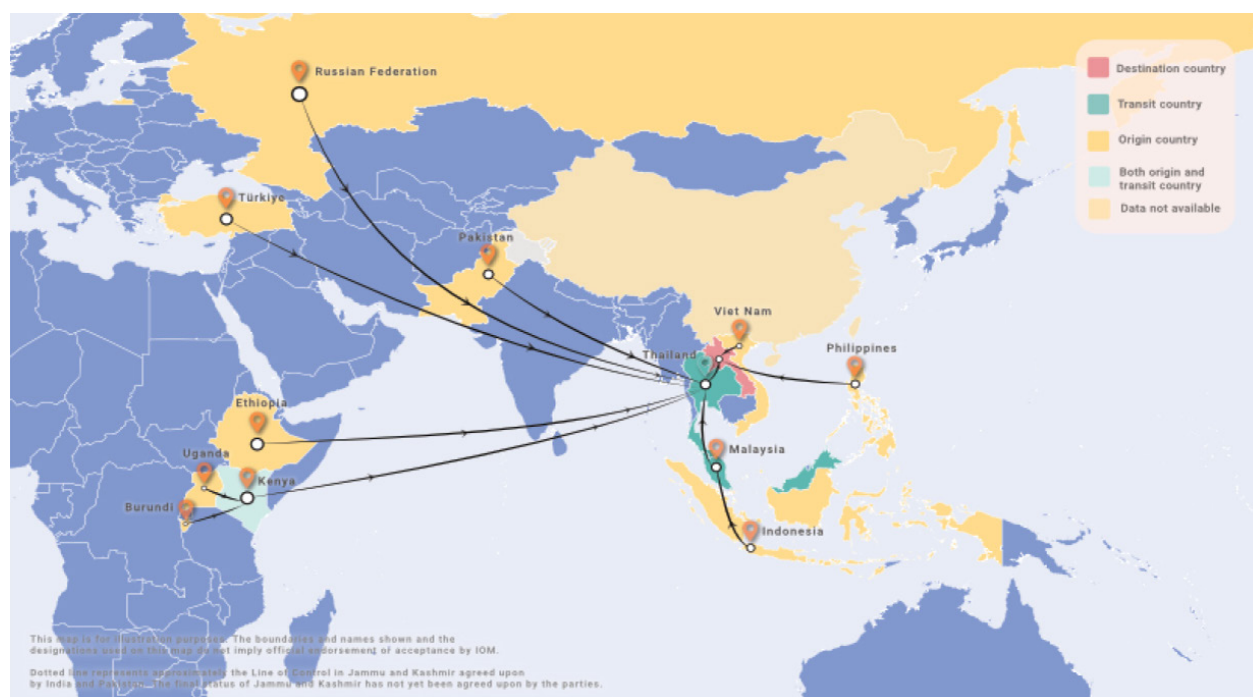 Russian Federation
Destination country
Transit country
Origin country
Both origin and
transit country
Data not available
Türkiye
Pakistan
Viet Nam
Thailand
Philippines
Ethiopia
Uganda
Kenya
Burundi
Malaysia
Indonesia
This map is for illustration purposes. The boundaries and names shown and the
designations used on this map do not imply official endorsement or acceptance by IOM.
Dotted line represents approximately the Line of Control in Jammu and Kashmir agreed upon
by India and Pakistan. The final status of Jammu and Kashmir has not yet been agreed upon by the parties.